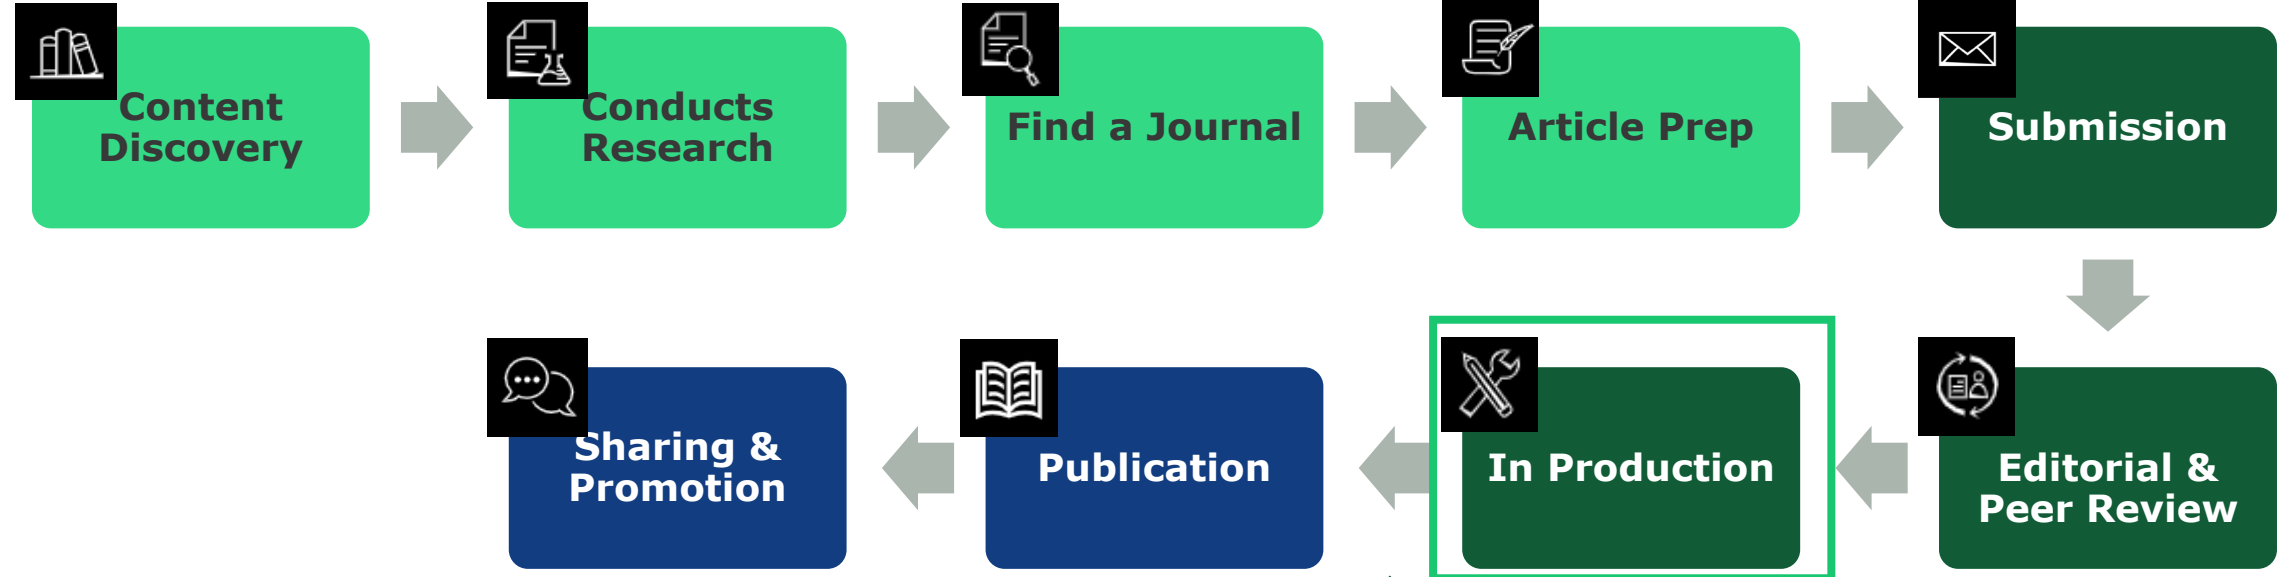 Content
Discovery
Conducts
Research
Find a Journal
Article Prep
Submission
Editorial &
Peer Review
In Production
Publication
Sharing &
Promotion